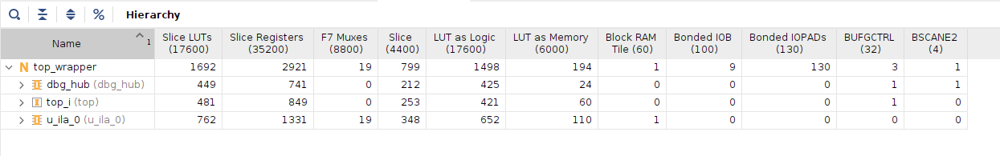 Hierarchy
Name 1 Slice LUTs (17600) Slice Registers (35200) F7 Muxes (8800) Slice (4400) LUT as Logic (17600) LUT as Memory (6000) Block RAM Tile (60) Bonded IOB (100) Bonded IOPADs (130) BUFGCTRL (32) BSCANE2 (4)
N top_wrapper 1692 2921 19 799 1498 194 1 9 130 3 1
dbg_hub (dbg_hub) 449 741 0 212 425 24 0 0 0 1 1
top_i (top) 481 849 0 253 421 60 0 0 0 1 0
u_ila_0 (u_ila_0) 762 1331 19 348 652 110 1 0 0 0 0